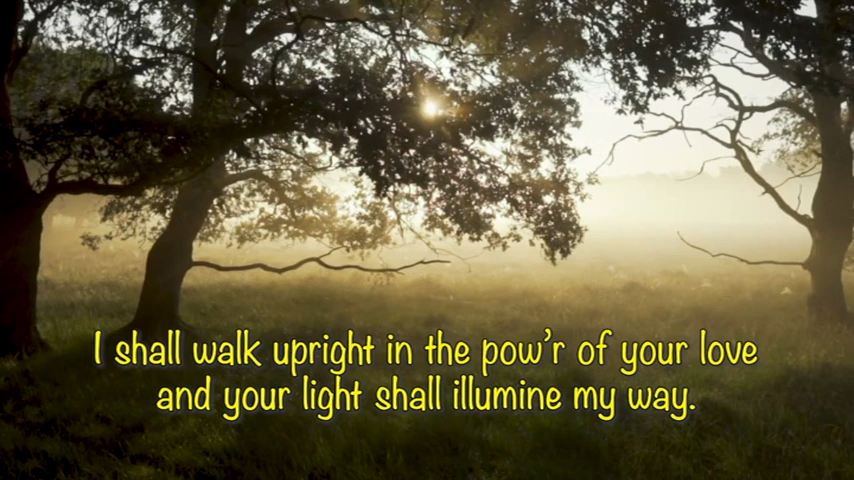 I shall walk upright in the pow’r of your love
and your light shall illumine my way.